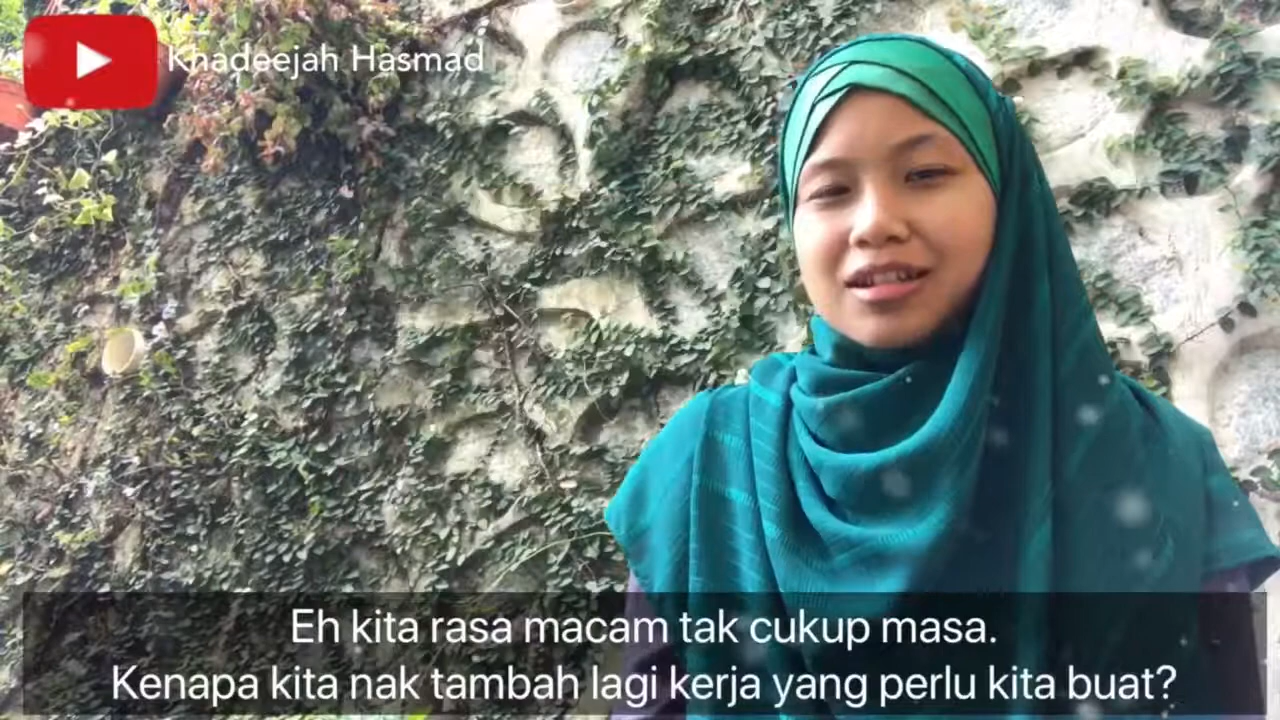 Khadeejah Hasmad
Eh kita rasa macam tak cukup masa.
Kenapa kita nak tambah lagi kerja yang perlu kita buat?